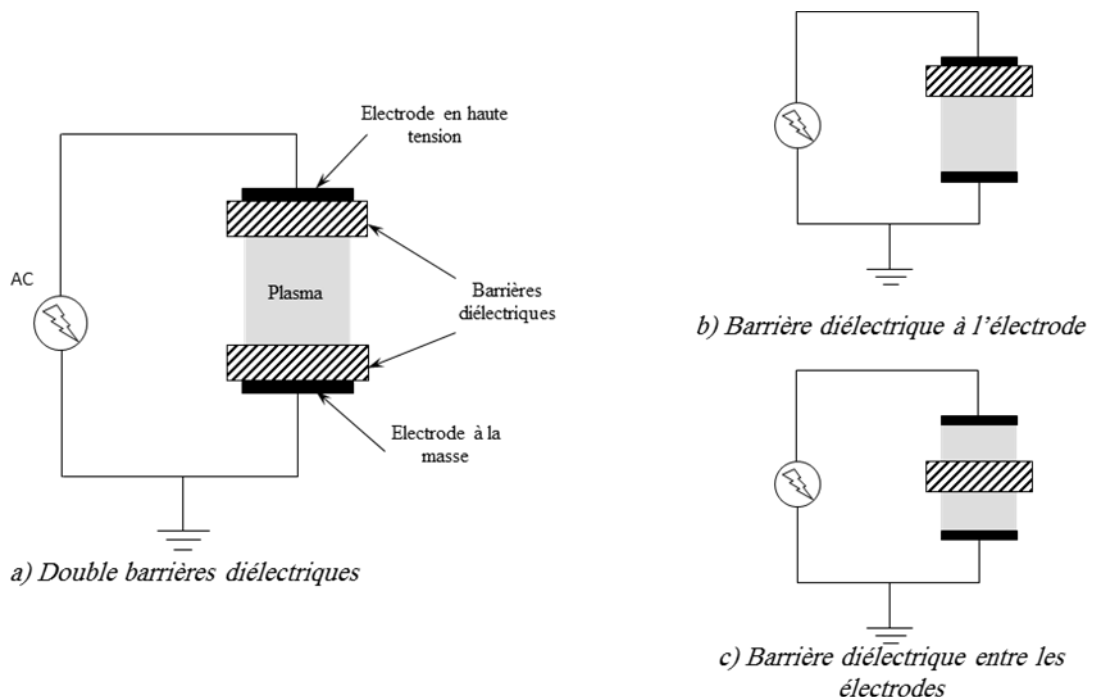 Electrode en haute
tension
AC
Plasma
Barrières
diélectriques
Electrode à la
masse
a) Double barrières diélectriques
b) Barrière diélectrique à l'électrode
c) Barrière diélectrique entre les
électrodes